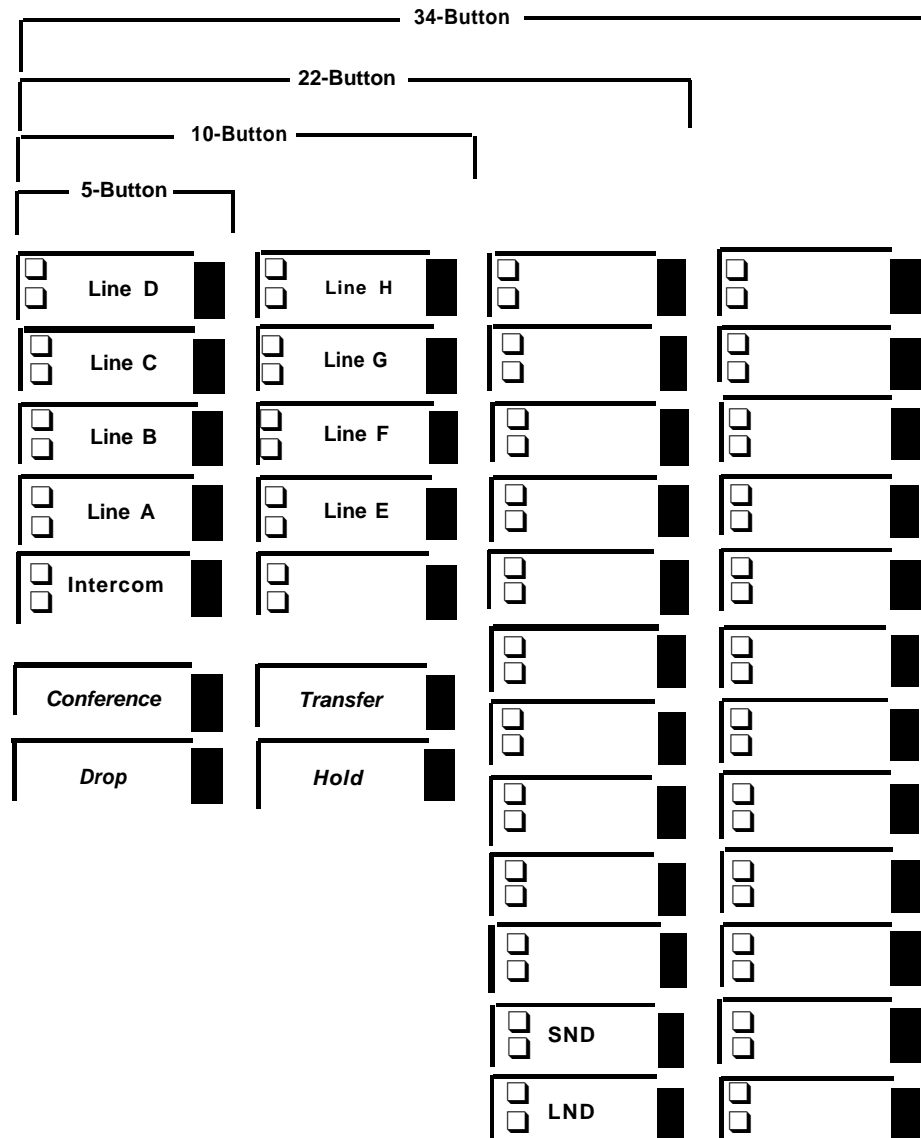 34-Button
22-Button
10-Button
5-Button
Line D
Line H
Line C
Line G
Line B
Line F
Line A
Line E
Intercom
Conference
Transfer
Drop
Hold
SND
LND